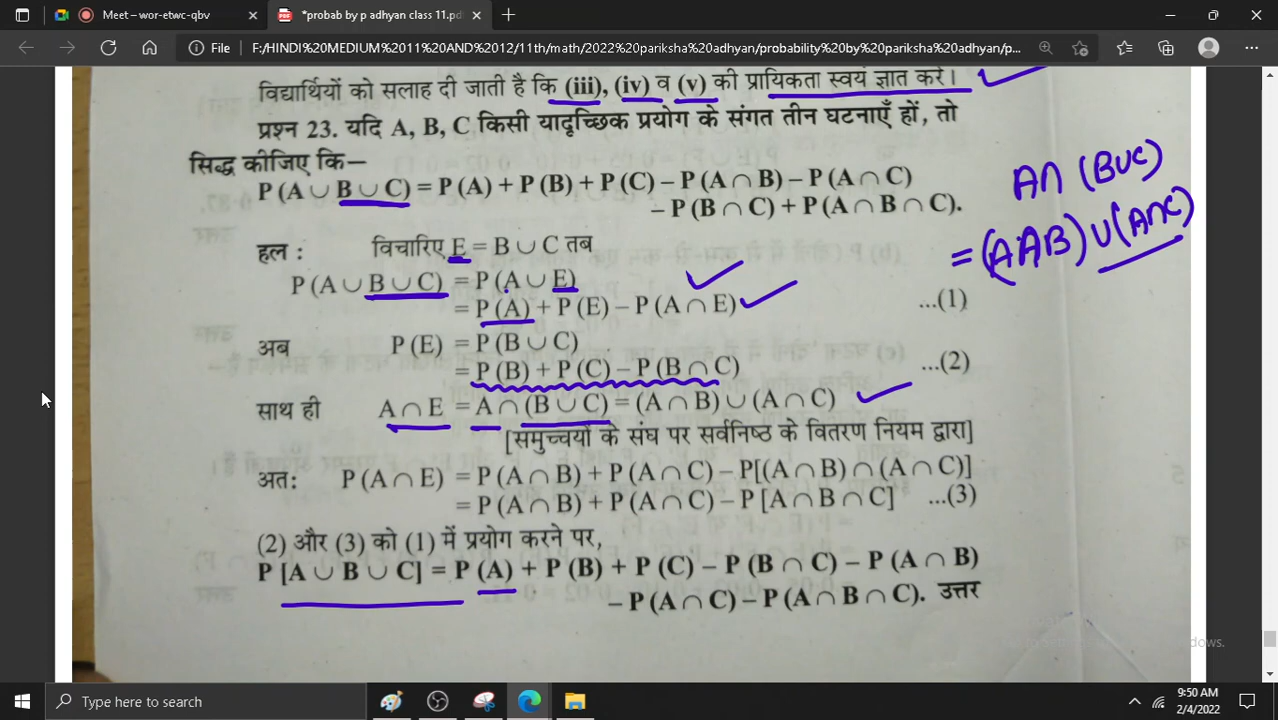 Meet – wor-etwc-qbv
*probab by p adhyan class 11.pd
File F:/HINDI%20MEDIUM%2011%20AND%2012/11th/math/2022%20pariksha%20adhyan/probability%20by%20pariksha%20adhyan/p...
विद्यार्थियों को सलाह दी जाती है कि (iii), (iv) व (v) की प्रायिकता स्वयं ज्ञात करें।
प्रश्न 23. यदि A, B, C किसी यादृच्छिक प्रयोग के संगत तीन घटनाएँ हों, तो
सिद्ध कीजिए कि—
P (A ∪ B ∪ C) = P(A) + P(B) + P(C) – P(A ∩ B) – P (A ∩ C)
– P(B ∩ C) + P(A ∩ B ∩ C).
A∩ (B∪C)
= (A∩B) ∪ (A∩C)
हल : विचारिए E = B ∪ C तब
P (A ∪ B ∪ C) = P(A ∪ E)
= P(A) + P(E) – P (A ∩ E) ...(1)
अब P (E) = P(B ∪ C)
= P(B) + P(C) – P(B ∩ C) ...(2)
साथ ही A ∩ E = A ∩ (B ∪ C) = (A ∩ B) ∪ (A ∩ C)
[समुच्चयों के संघ पर सर्वनिष्ठ के वितरण नियम द्वारा]
अत: P (A ∩ E) = P(A ∩ B) + P(A ∩ C) – P[(A ∩ B) ∩ (A ∩ C)]
= P(A ∩ B) + P(A ∩ C) – P [A ∩ B ∩ C] ...(3)
(2) और (3) को (1) में प्रयोग करने पर,
P [A ∪ B ∪ C] = P (A) + P(B) + P(C) – P(B ∩ C) – P(A ∩ B)
– P(A ∩ C) – P(A ∩ B ∩ C). उत्तर
Type here to search
9:50 AM
2/4/2022